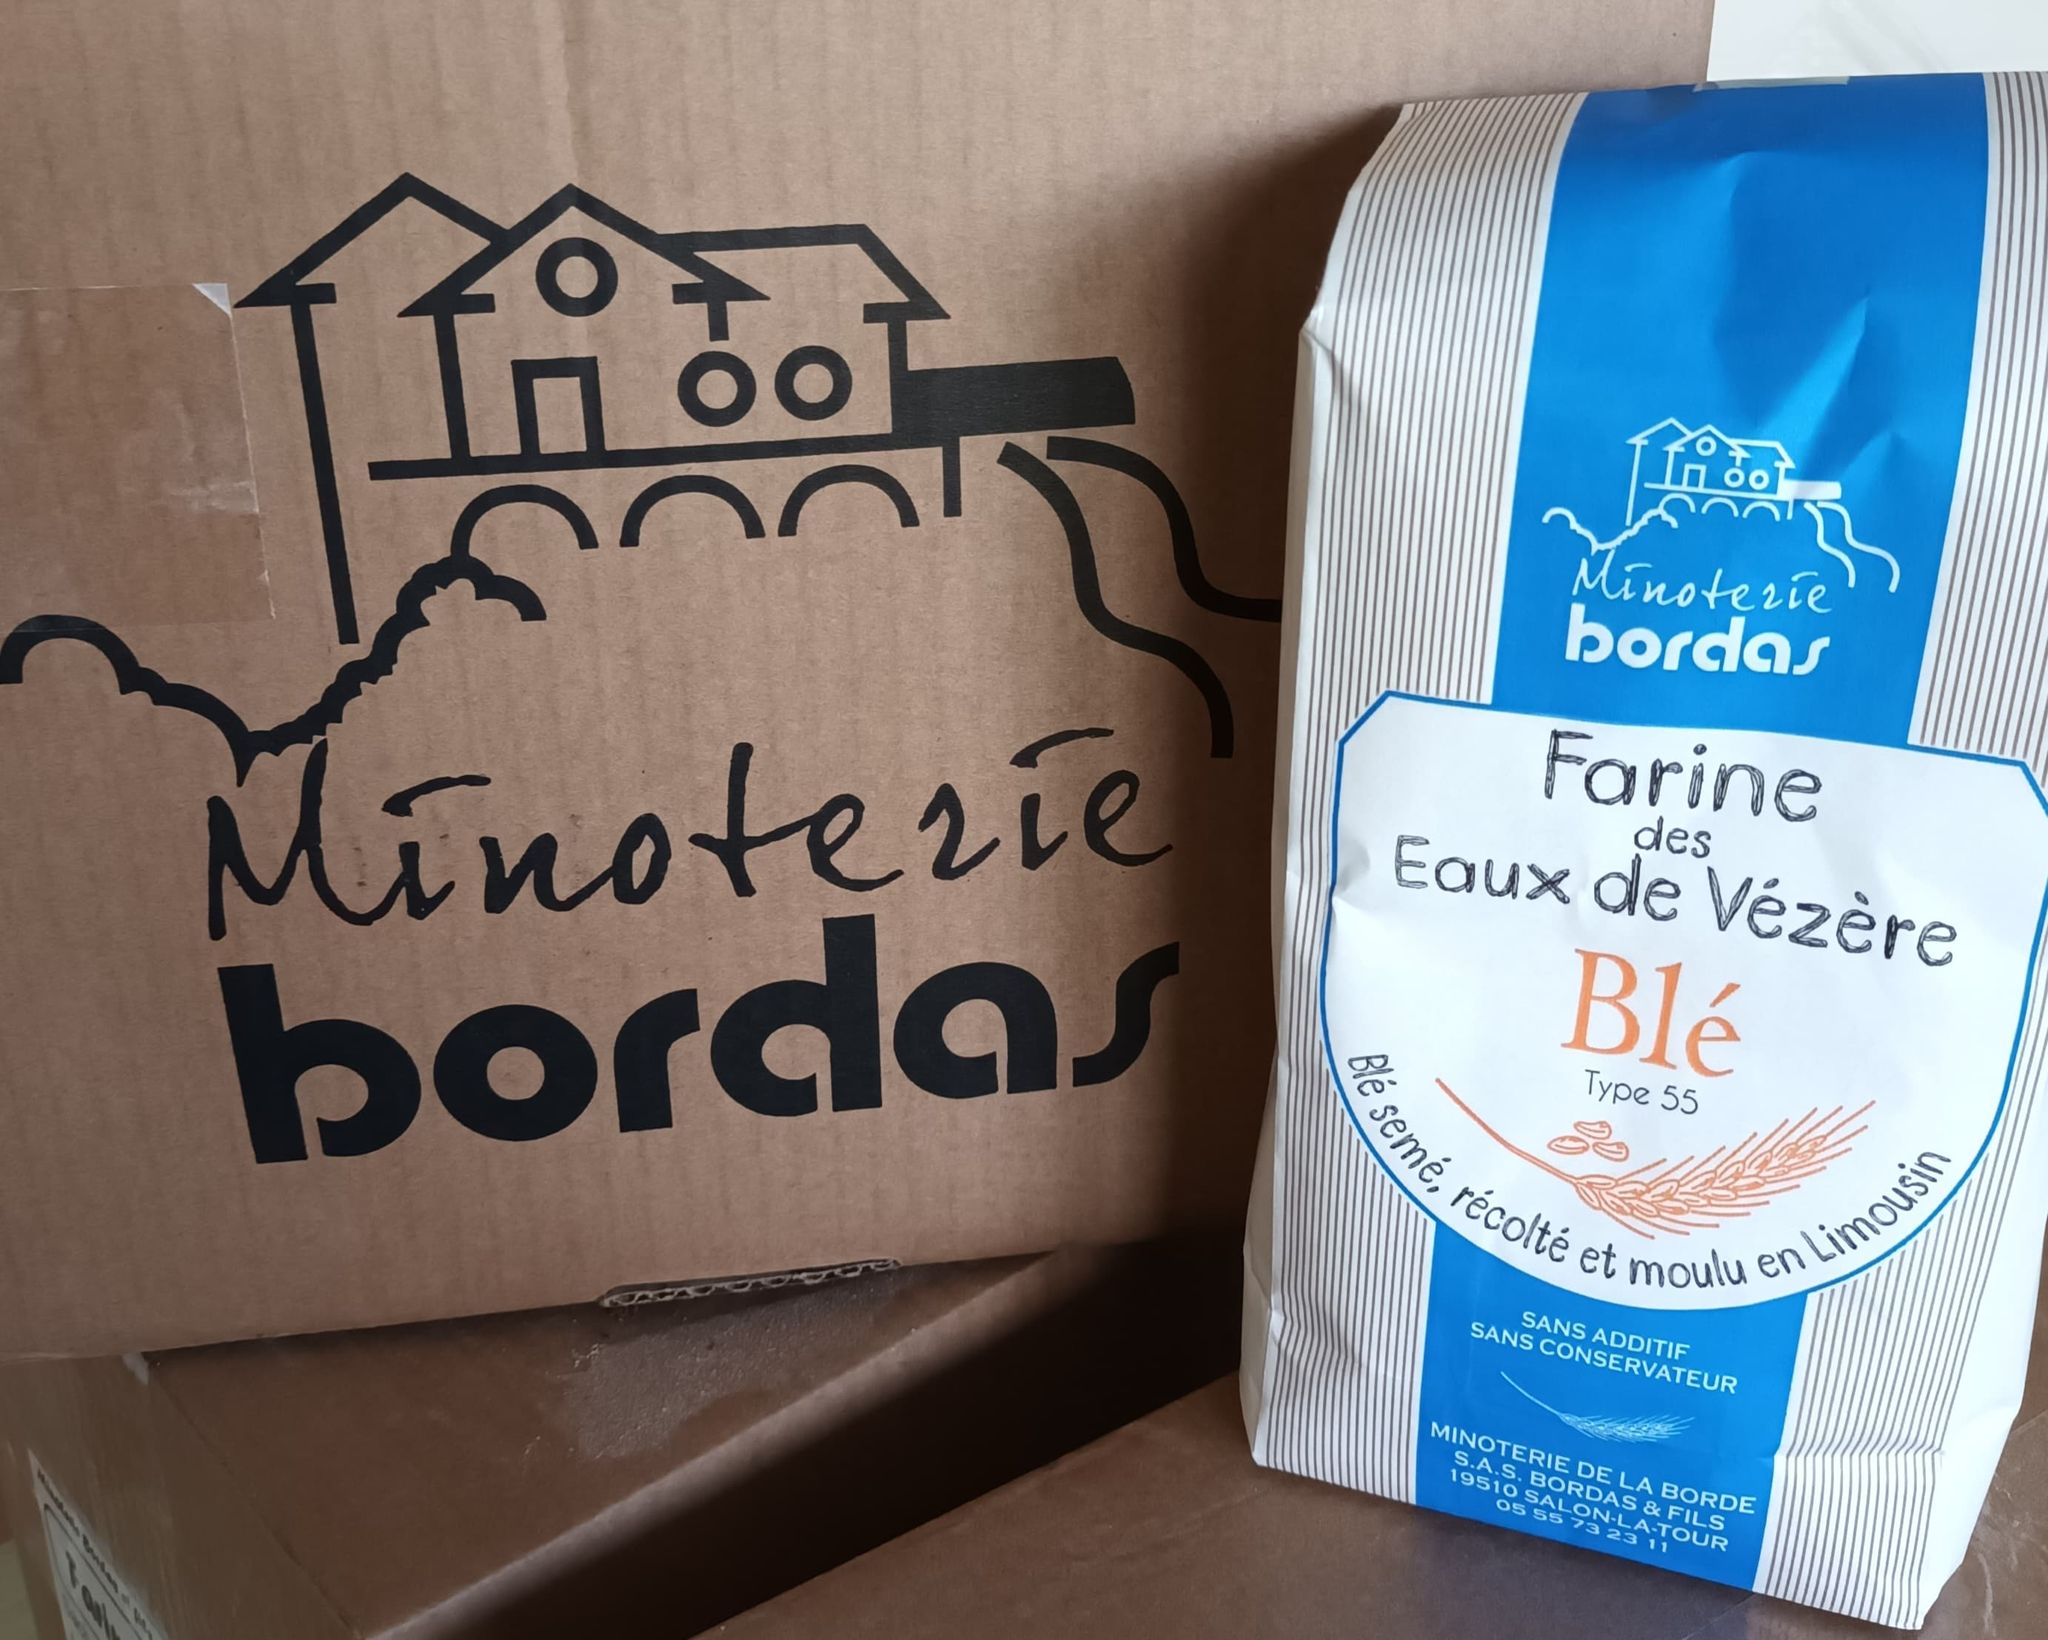 Minoterie
bordas
Minoterie
bordas
Farine
des
Eaux de Vézère
Blé
Type 55
Blé semé, récolté et moulu en Limousin
SANS ADDITIF
SANS CONSERVATEUR
MINOTERIE DE LA BORDE
S.A.S. BORDAS & FILS
19510 SALON-LA-TOUR
05 55 73 23 11